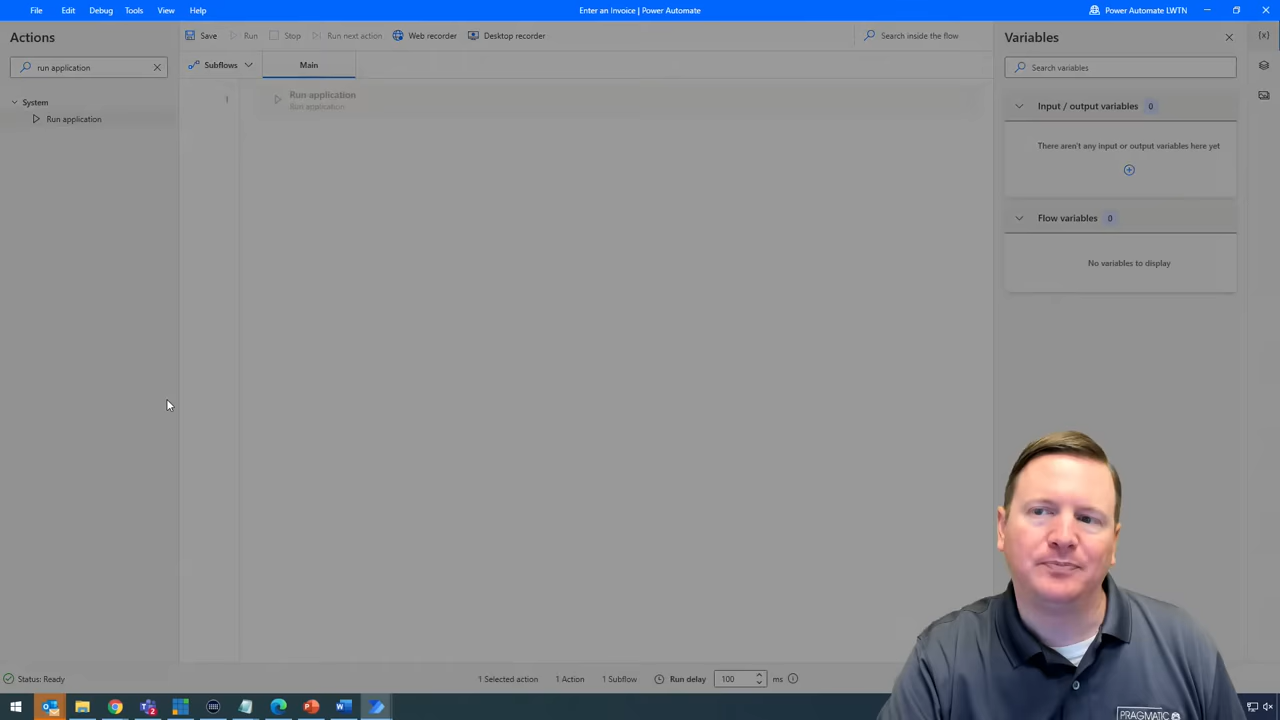 File Edit Debug Tools View Help
Enter an Invoice | Power Automate
Power Automate LWTN
Actions
run application
System
Run application
Save Run Stop Run next action Web recorder Desktop recorder
Search inside the flow
Subflows
Main
1
Run application
Run application
Variables
Search variables
Input / output variables 0
There aren't any input or output variables here yet
Flow variables 0
No variables to display
Status: Ready
1 Selected action 1 Action 1 Subflow Run delay 100 ms
PRAGMATIC